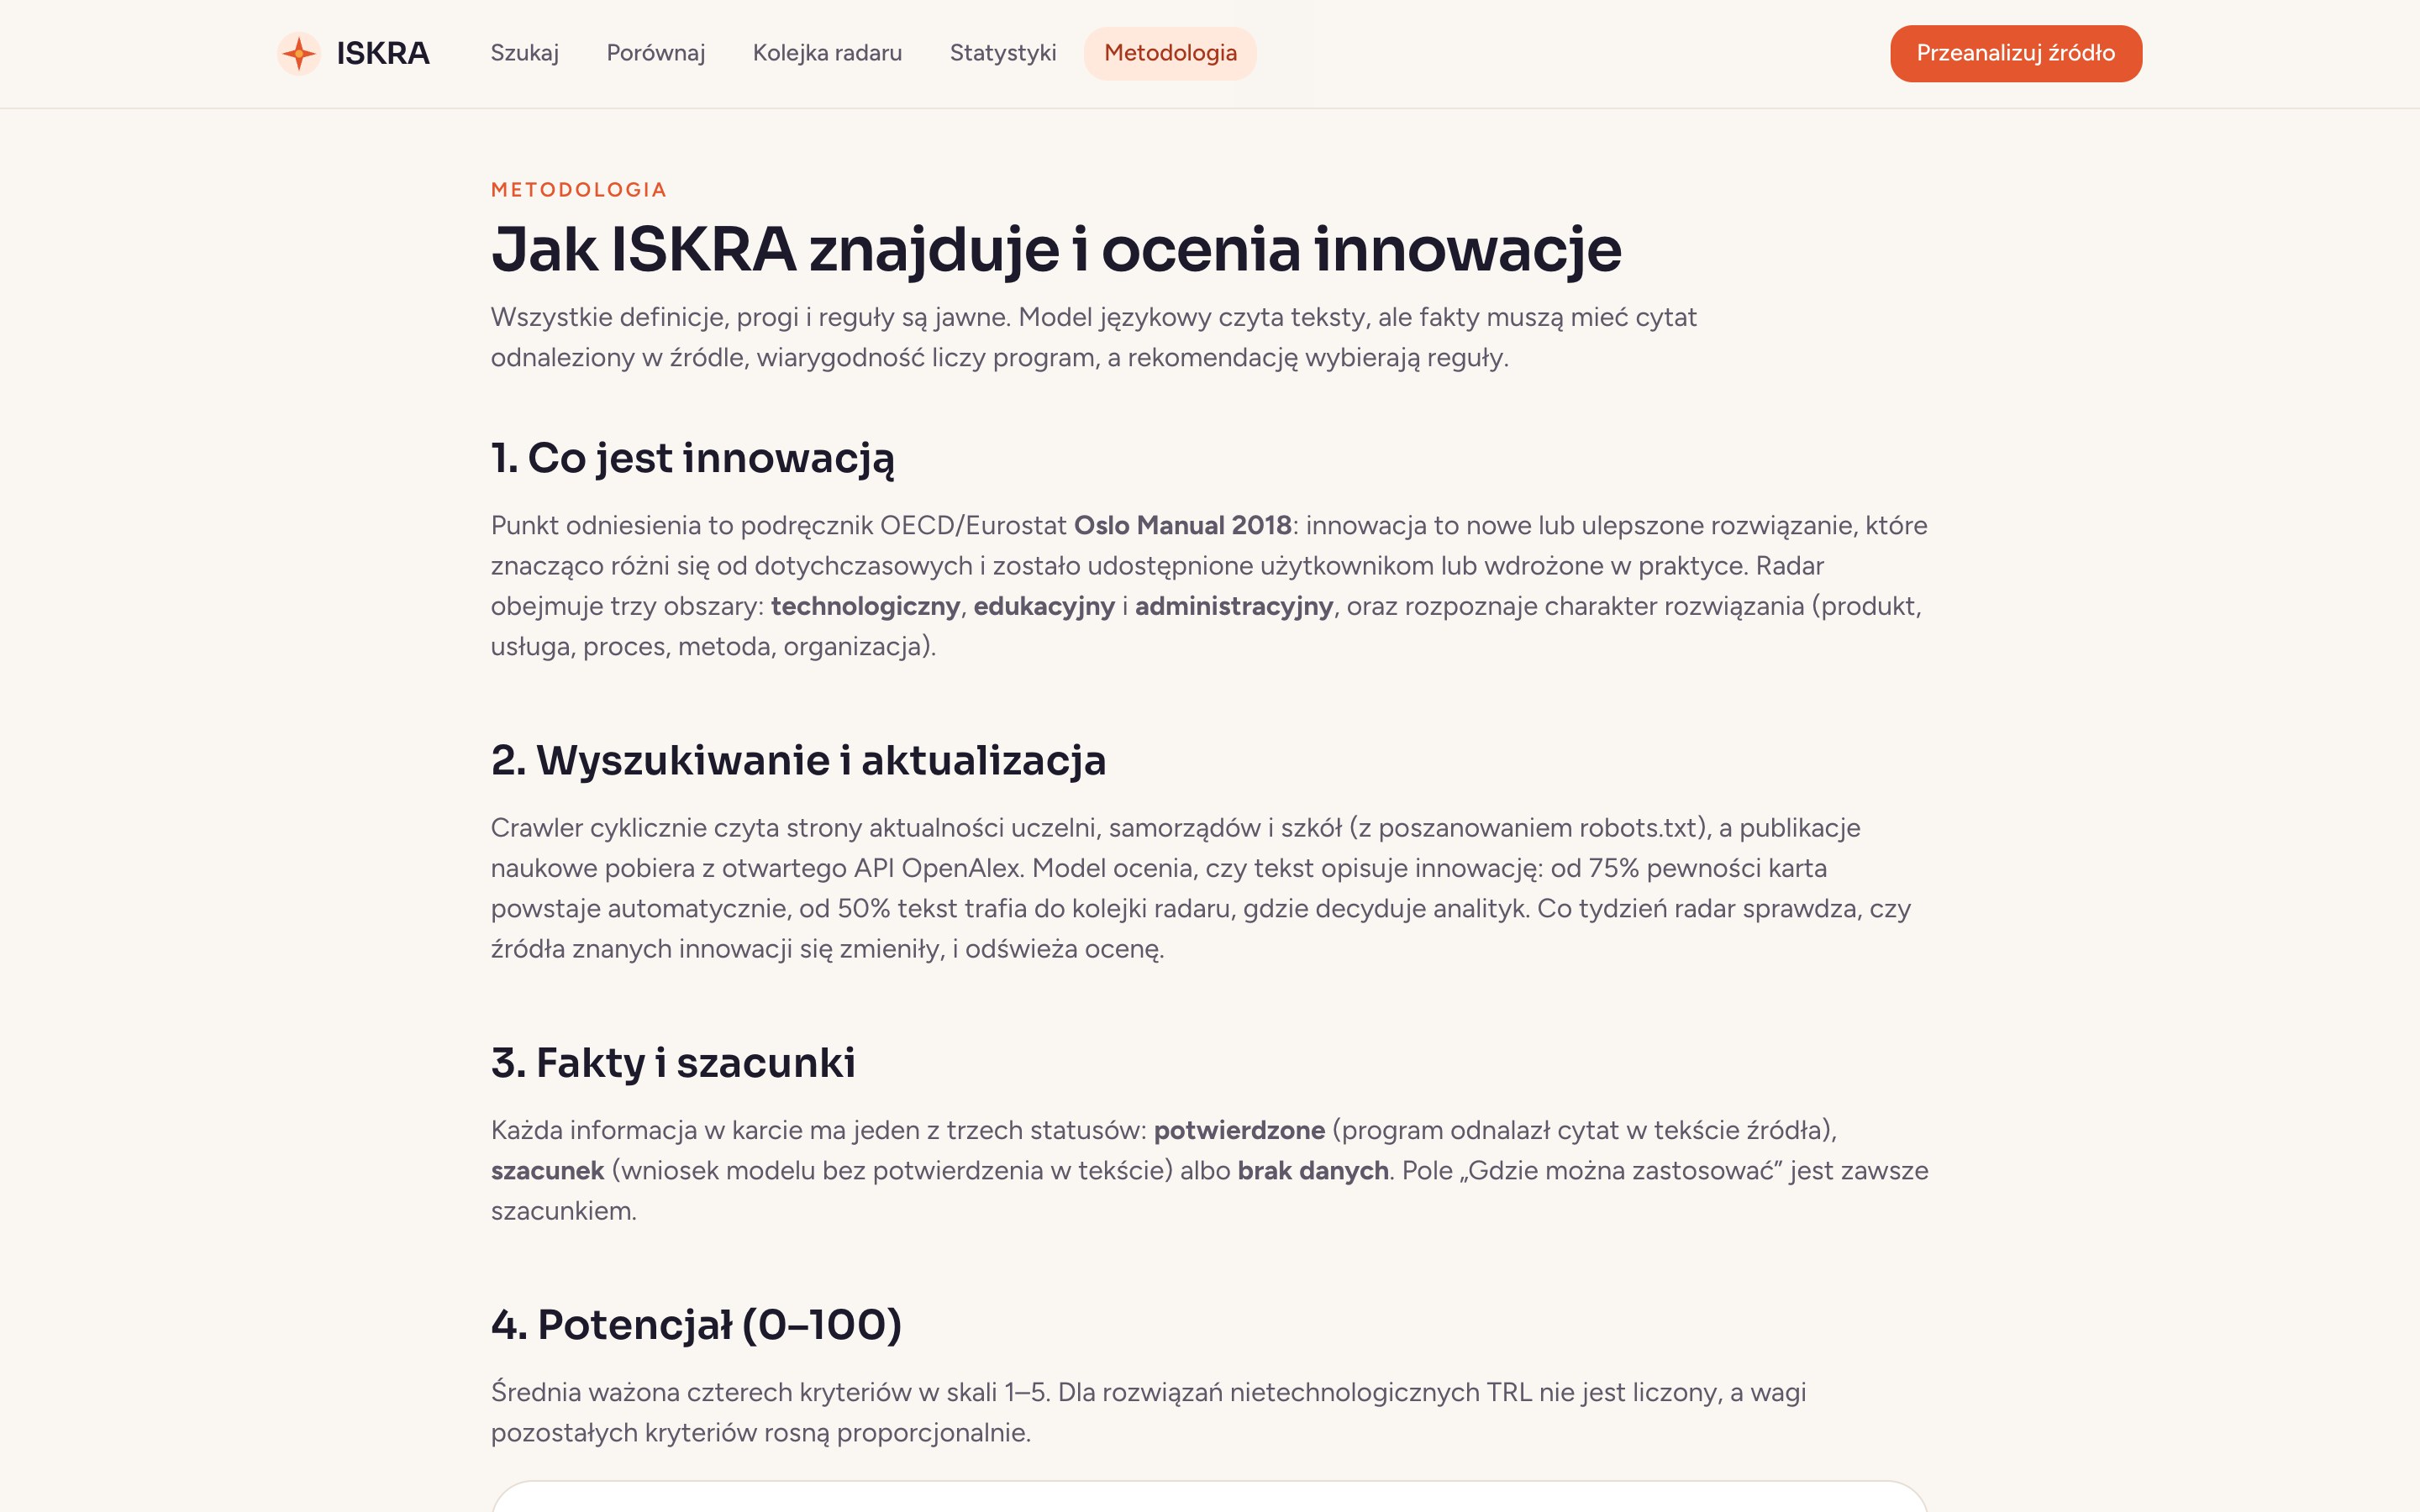 ISKRA
Szukaj
Porównaj
Kolejka radaru
Statystyki
Metodologia
Przeanalizuj źródło
METODOLOGIA
Jak ISKRA znajduje i ocenia innowacje
Wszystkie definicje, progi i reguły są jawne. Model językowy czyta teksty, ale fakty muszą mieć cytat
odnaleziony w źródle, wiarygodność liczy program, a rekomendację wybierają reguły.
1. Co jest innowacją
Punkt odniesienia to podręcznik OECD/Eurostat Oslo Manual 2018: innowacja to nowe lub ulepszone rozwiązanie, które
znacząco różni się od dotychczasowych i zostało udostępnione użytkownikom lub wdrożone w praktyce. Radar
obejmuje trzy obszary: technologiczny, edukacyjny i administracyjny, oraz rozpoznaje charakter rozwiązania (produkt,
usługa, proces, metoda, organizacja).
2. Wyszukiwanie i aktualizacja
Crawler cyklicznie czyta strony aktualności uczelni, samorządów i szkół (z poszanowaniem robots.txt), a publikacje
naukowe pobiera z otwartego API OpenAlex. Model ocenia, czy tekst opisuje innowację: od 75% pewności karta
powstaje automatycznie, od 50% tekst trafia do kolejki radaru, gdzie decyduje analityk. Co tydzień radar sprawdza, czy
źródła znanych innowacji się zmieniły, i odświeża ocenę.
3. Fakty i szacunki
Każda informacja w karcie ma jeden z trzech statusów: potwierdzone (program odnalazł cytat w tekście źródła),
szacunek (wniosek modelu bez potwierdzenia w tekście) albo brak danych. Pole „Gdzie można zastosować” jest zawsze
szacunkiem.
4. Potencjał (0–100)
Średnia ważona czterech kryteriów w skali 1–5. Dla rozwiązań nietechnologicznych TRL nie jest liczony, a wagi
pozostałych kryteriów rosną proporcjonalnie.